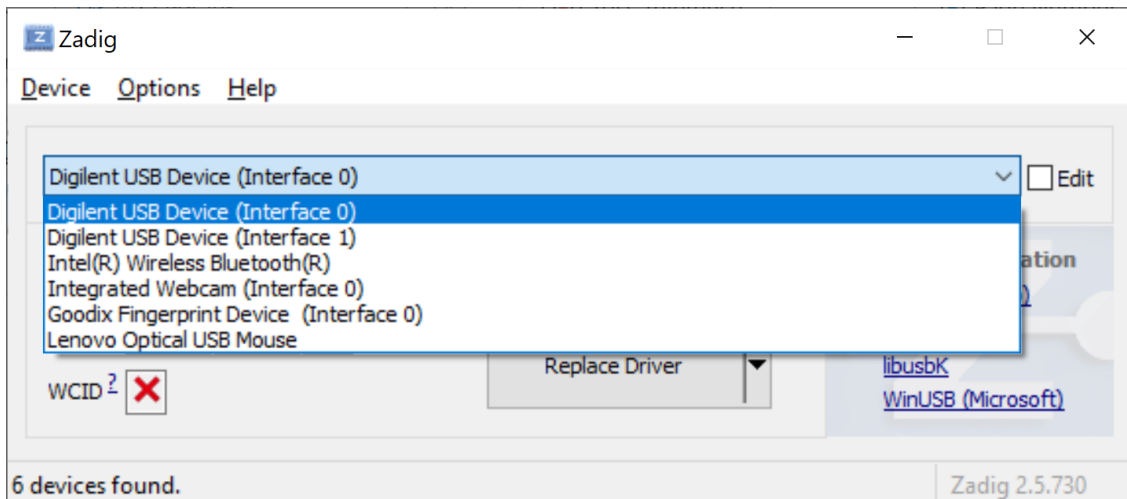 Zadig
Device Options Help
Digilent USB Device (Interface 0)
Edit
Digilent USB Device (Interface 0)
Digilent USB Device (Interface 1)
Intel(R) Wireless Bluetooth(R)
Integrated Webcam (Interface 0)
Goodix Fingerprint Device (Interface 0)
Lenovo Optical USB Mouse
WCID ?
Replace Driver
libusbK
WinUSB (Microsoft)
6 devices found.
Zadig 2.5.730